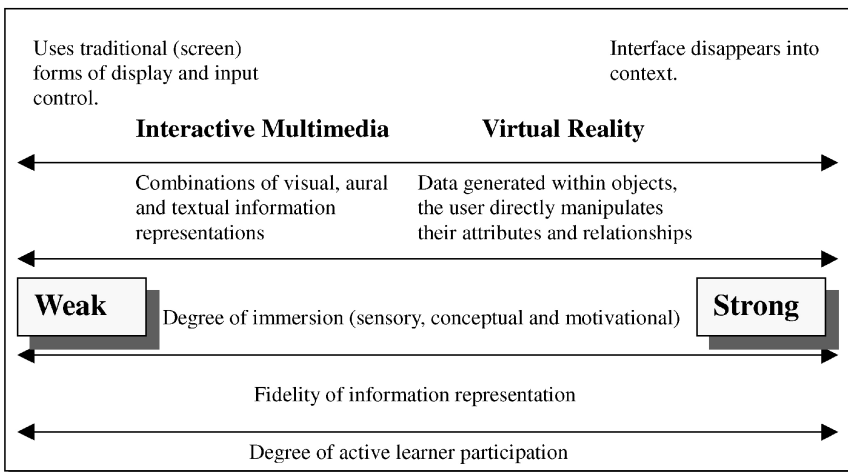 Uses traditional (screen)
forms of display and input
control.
Interface disappears into
context.
Interactive Multimedia
Virtual Reality
Combinations of visual, aural
and textual information
representations
Data generated within objects,
the user directly manipulates
their attributes and relationships
Weak
Degree of immersion (sensory, conceptual and motivational)
Strong
Fidelity of information representation
Degree of active learner participation